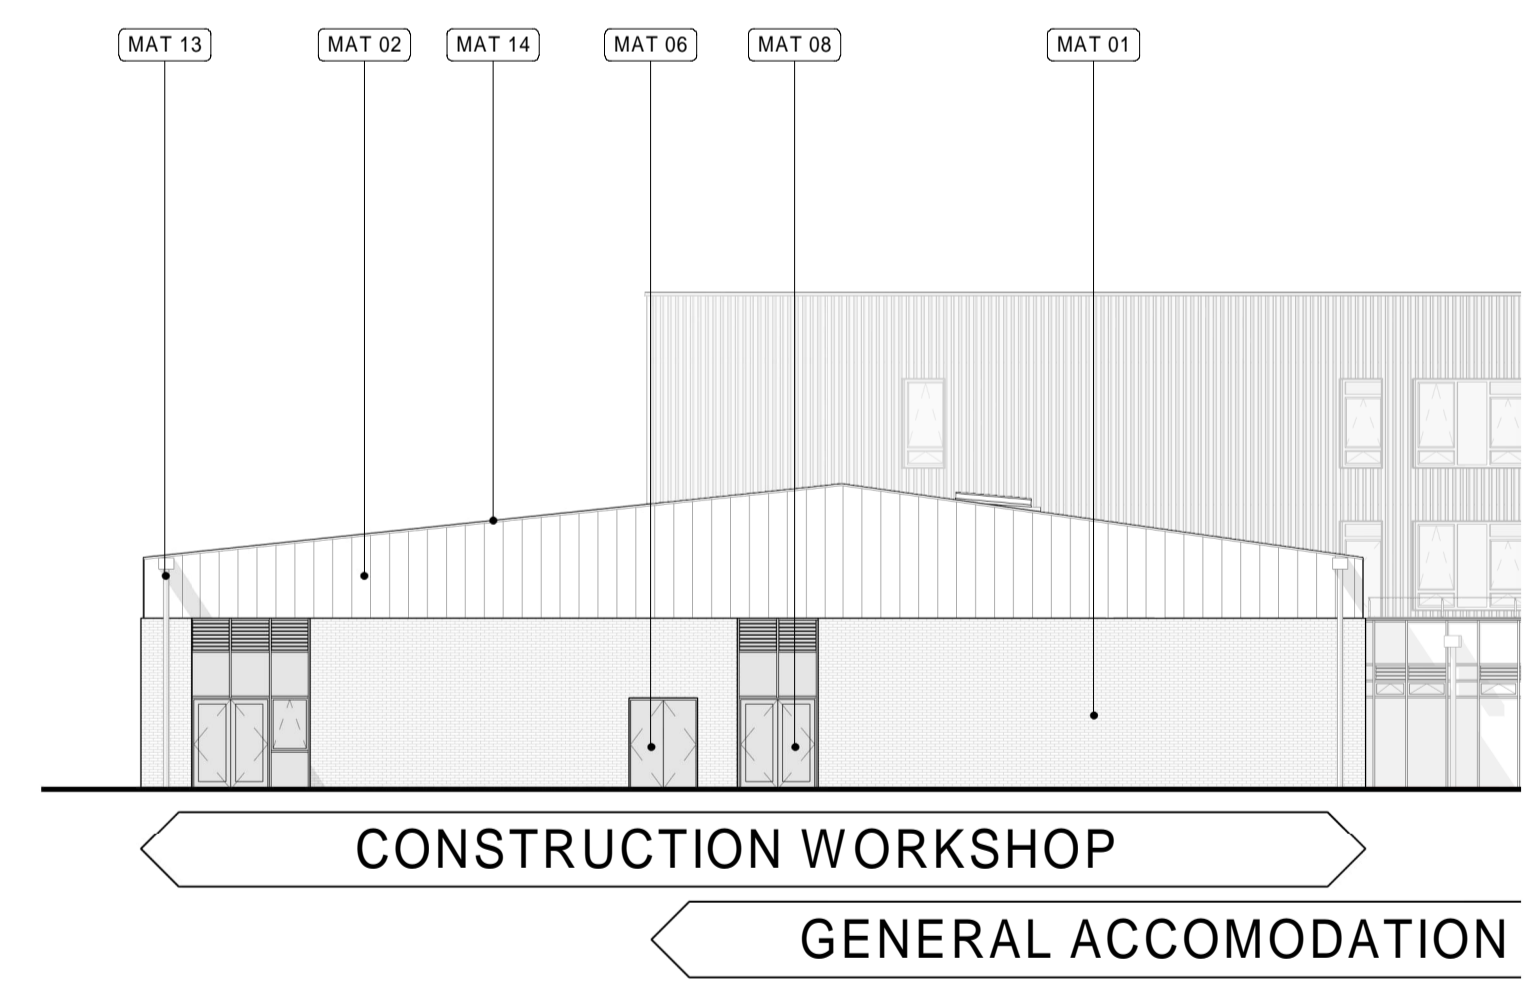 MAT 13
MAT 02
MAT 14
MAT 06
MAT 08
MAT 01
CONSTRUCTION WORKSHOP
GENERAL ACCOMODATION